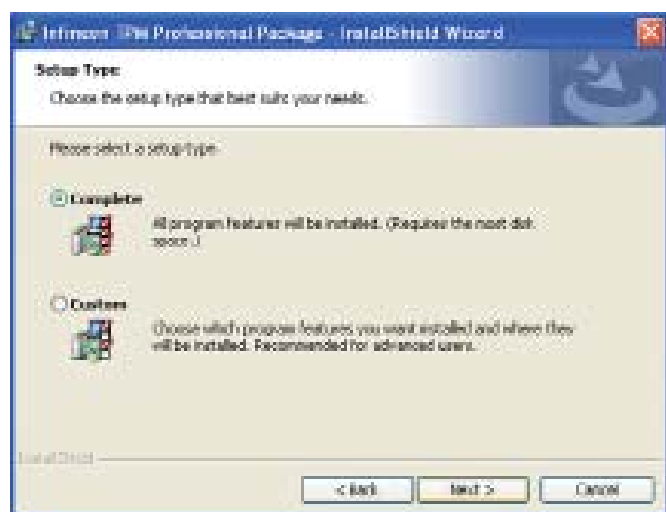 Infineon TPM Professional Package - InstallShield Wizard
Setup Type
Choose the setup type that best suits your needs.
Please select a setup type.
Complete
All program features will be installed. (Requires the most disk
space.)
Custom
Choose which program features you want installed and where they
will be installed. Recommended for advanced users.
InstallShield
< Back
Next >
Cancel